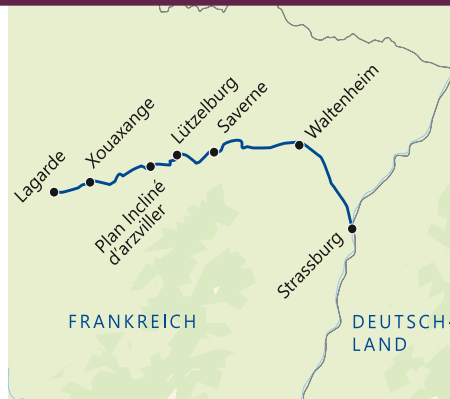 Lagarde
Xouaxange
Plan Incliné
d'arzviller
Lützelburg
Saverne
Waltenheim
Strassburg
FRANKREICH
DEUTSCH-
LAND